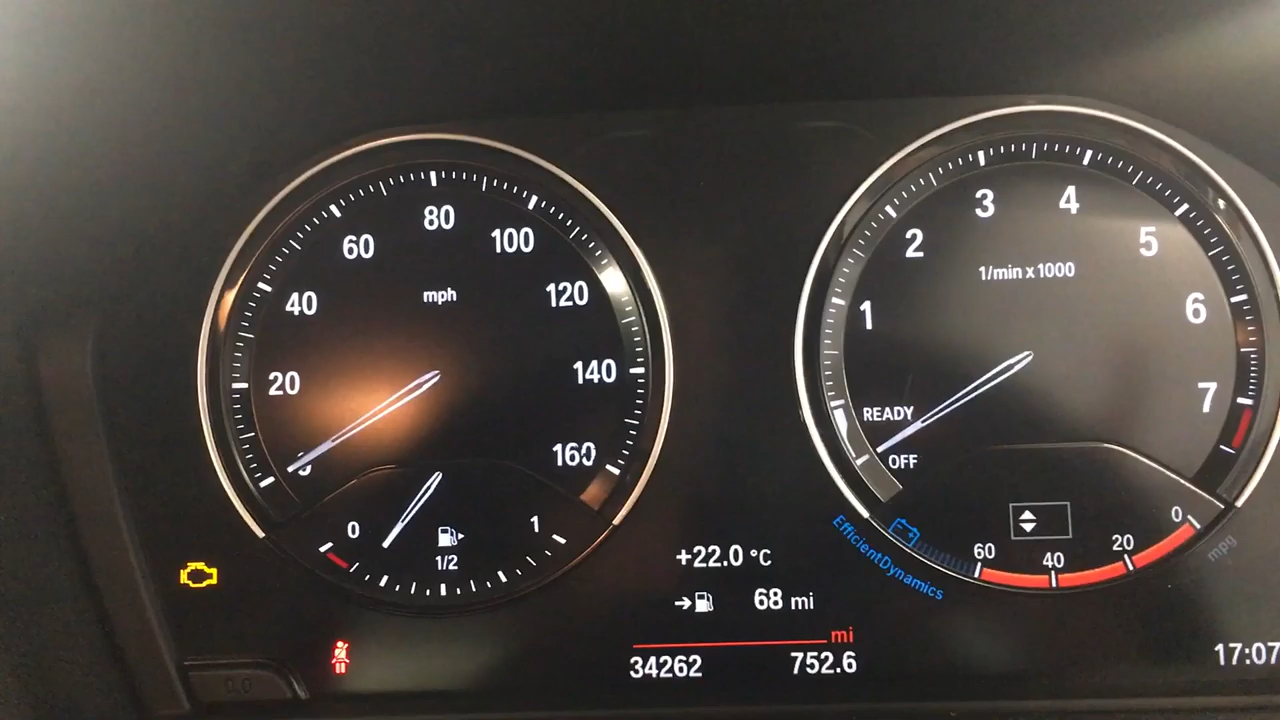 80
60
100
40
mph
120
20
140
160
0
1
1/2
3
4
2
5
1/min x 1000
1
6
7
READY
OFF
EfficientDynamics
60
40
20
0
mpg
+22.0 °C
68 mi
mi
34262
752.6
17:07
0.0